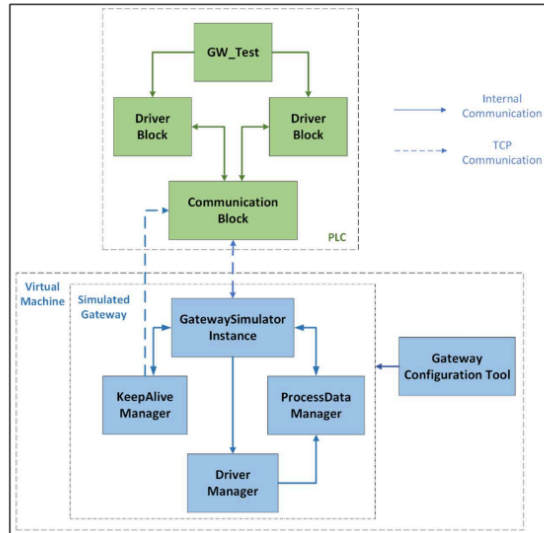 GW_Test
Driver
Block
Driver
Block
Internal
Communication
TCP
Communication
Communication
Block
PLC
Virtual
Machine
Simulated
Gateway
GatewaySimulator
Instance
Gateway
Configuration Tool
KeepAlive
Manager
ProcessData
Manager
Driver
Manager